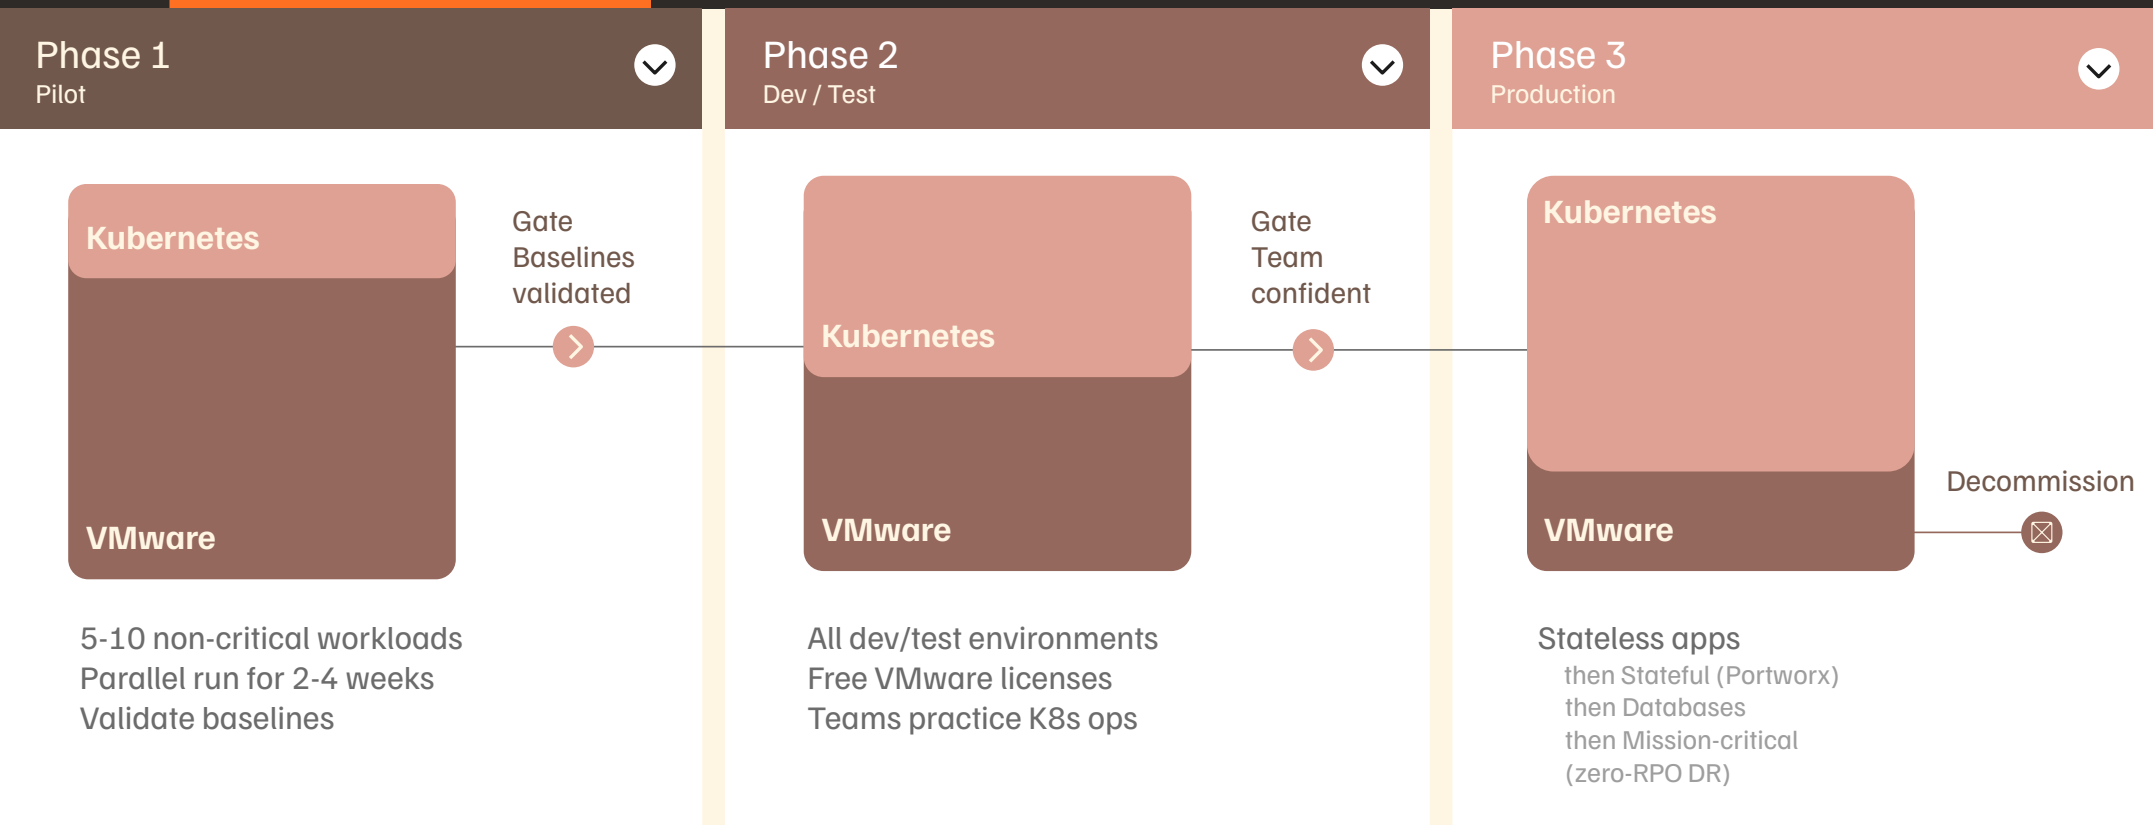 Phase 1
Pilot
Kubernetes
VMware
Gate
Baselines
validated
5-10 non-critical workloads
Parallel run for 2-4 weeks
Validate baselines
Phase 2
Dev / Test
Kubernetes
VMware
Gate
Team
confident
All dev/test environments
Free VMware licenses
Teams practice K8s ops
Phase 3
Production
Kubernetes
VMware
Decommission
Stateless apps
then Stateful (Portworx)
then Databases
then Mission-critical
(zero-RPO DR)